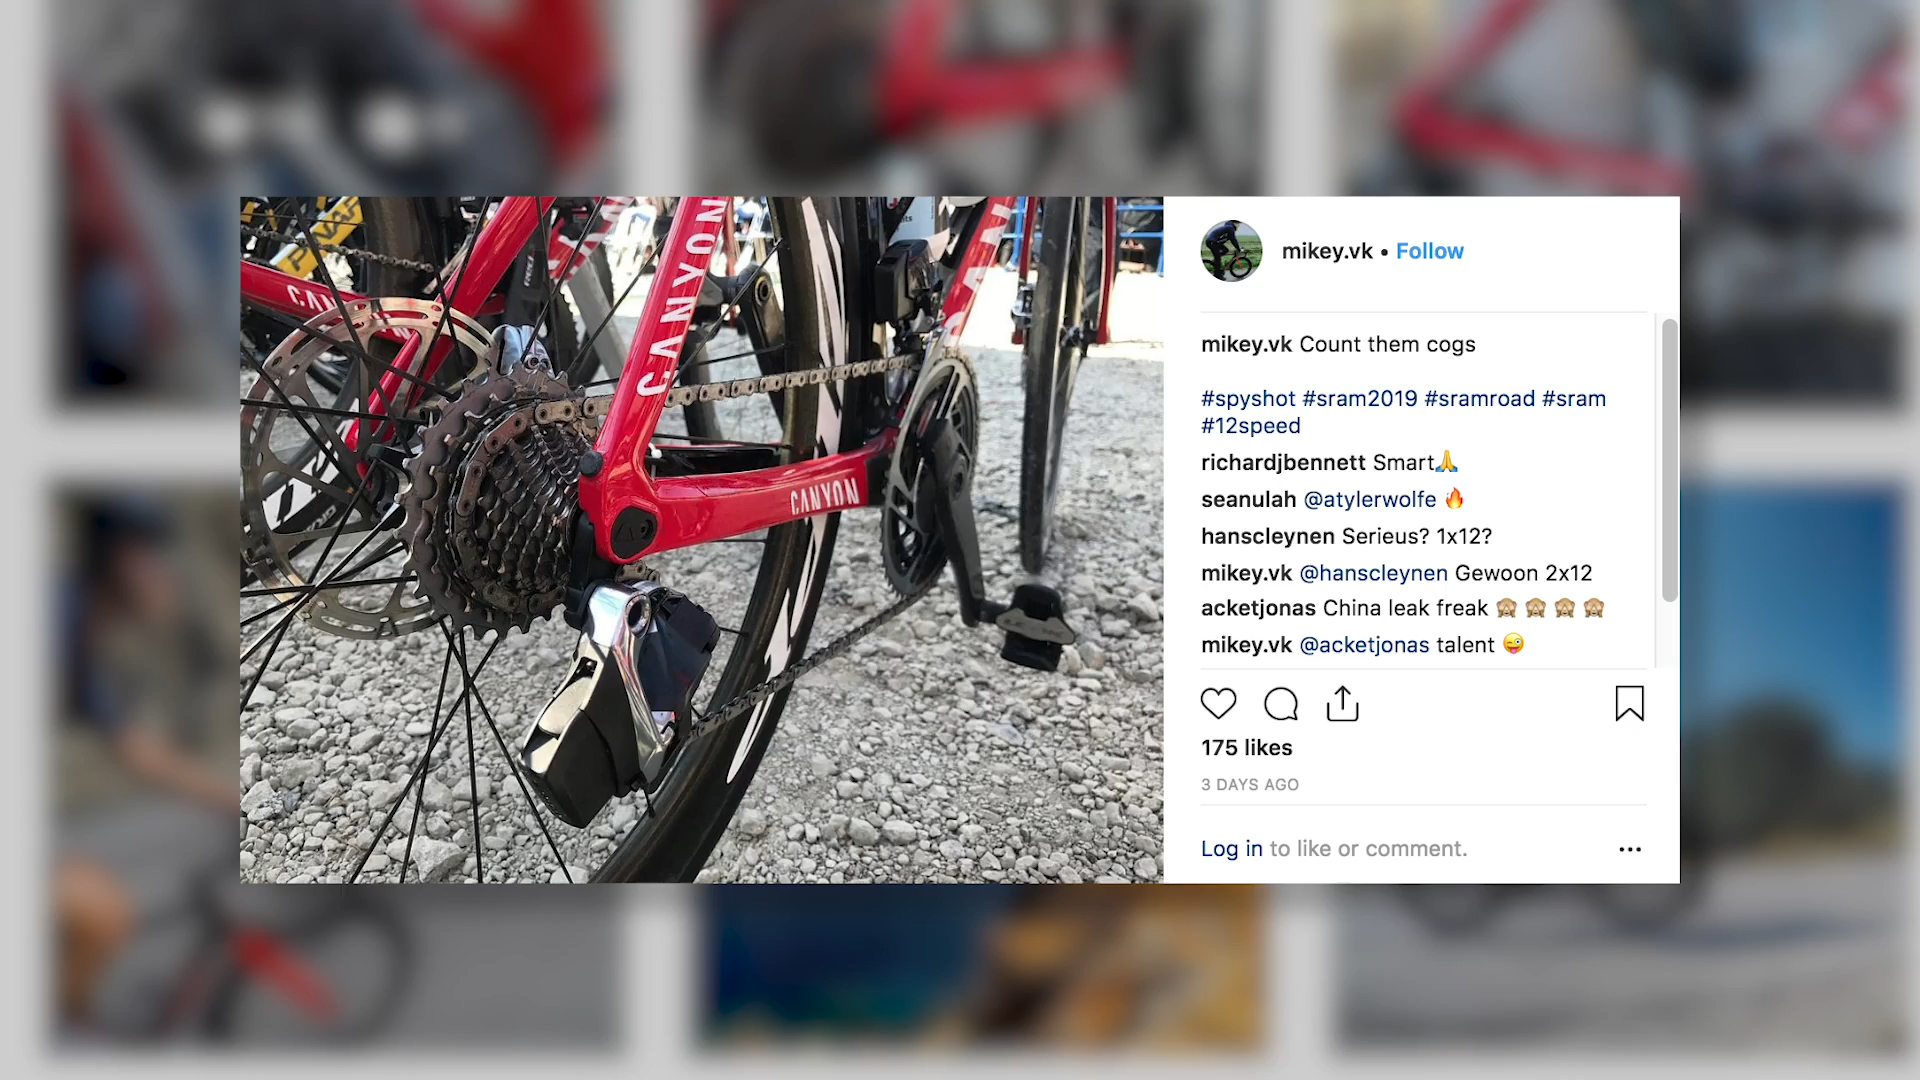 CANYON
CANYON
CANYON
mikey.vk • Follow
mikey.vk Count them cogs
#spyshot #sram2019 #sramroad #sram
#12speed
richardjbennett Smart🙏
seanulah @atylerwolfe 🔥
hanscleynen Serieus? 1x12?
mikey.vk @hanscleynen Gewoon 2x12
acketjonas China leak freak 🙈 🙈 🙈 🙈
mikey.vk @acketjonas talent 😜
175 likes
3 DAYS AGO
Log in to like or comment.